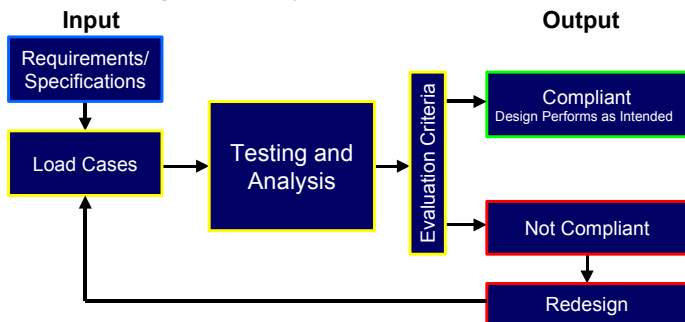 Input
Output
Requirements/
Specifications
Load Cases
Testing and
Analysis
Evaluation Criteria
Compliant
Design Performs as Intended
Not Compliant
Redesign